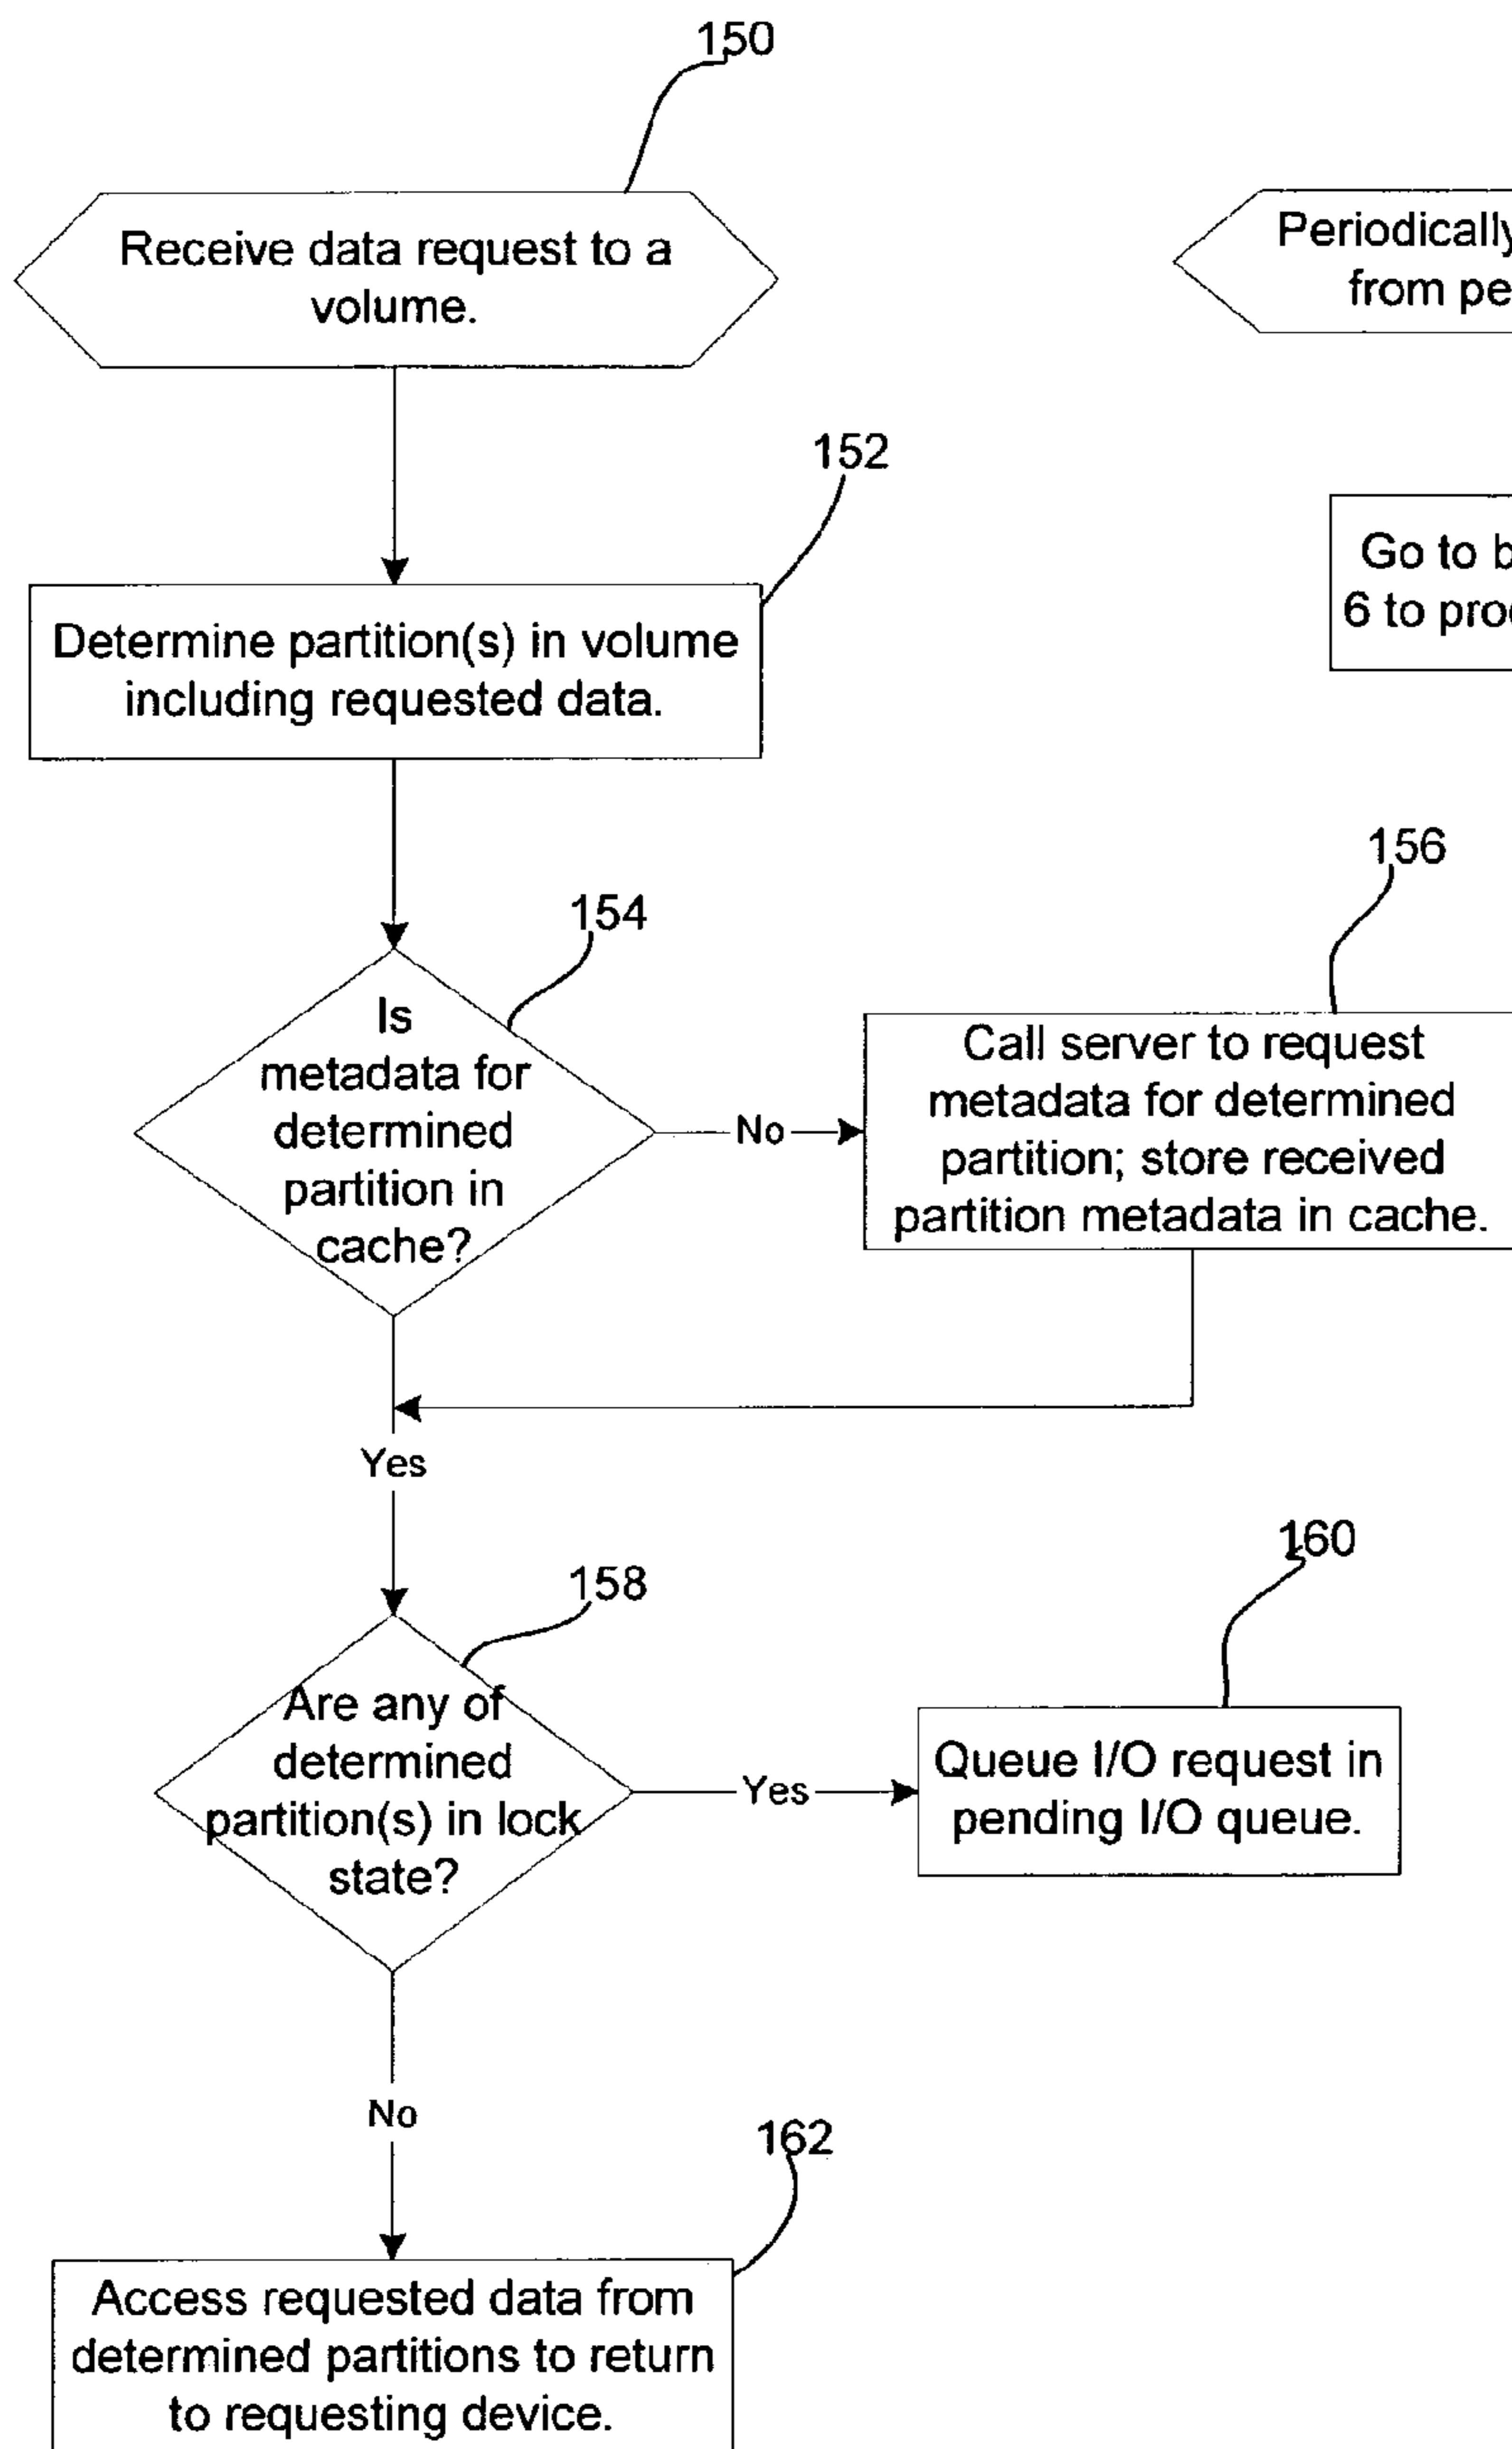 150
Receive data request to a
volume.
152
Determine partition(s) in volume
including requested data.
154
Is
metadata for
determined
partition in
cache?
No
156
Call server to request
metadata for determined
partition; store received
partition metadata in cache.
Yes
158
Are any of
determined
partition(s) in lock
state?
Yes
160
Queue I/O request in
pending I/O queue.
No
162
Access requested data from
determined partitions to return
to requesting device.
Periodically
from
Go to
6 to